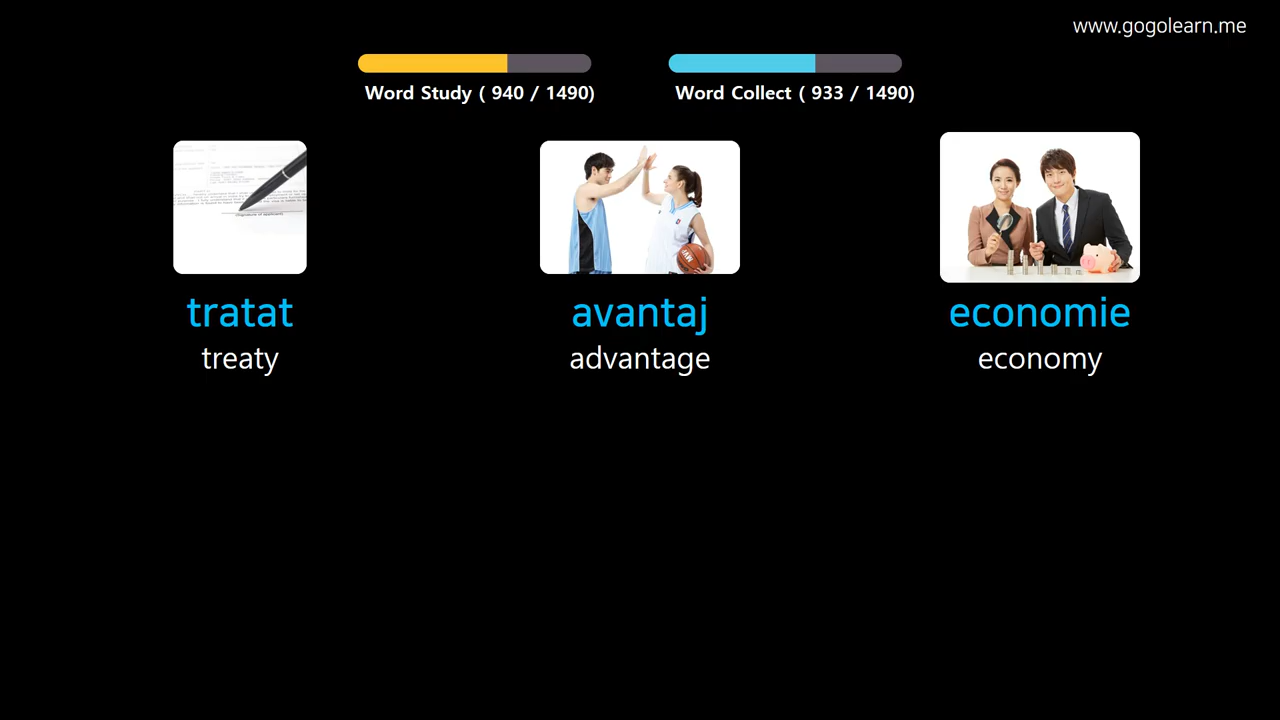 www.gogolearn.me
Word Study ( 940 / 1490)
Word Collect ( 933 / 1490)
tratat
avantaj
economie
treaty
advantage
economy